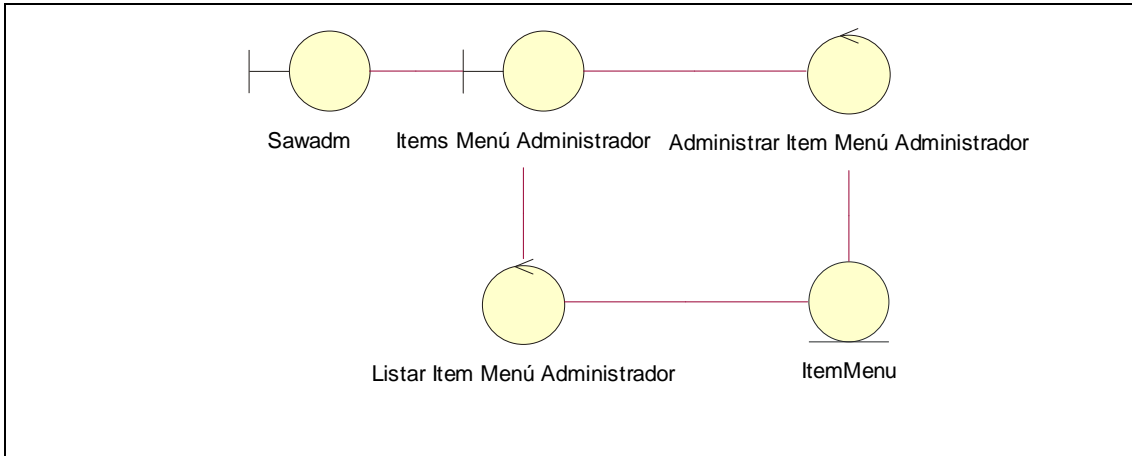 Sawadm
Items Menú Administrador
Administrar Item Menú Administrador
Listar Item Menú Administrador
ItemMenu